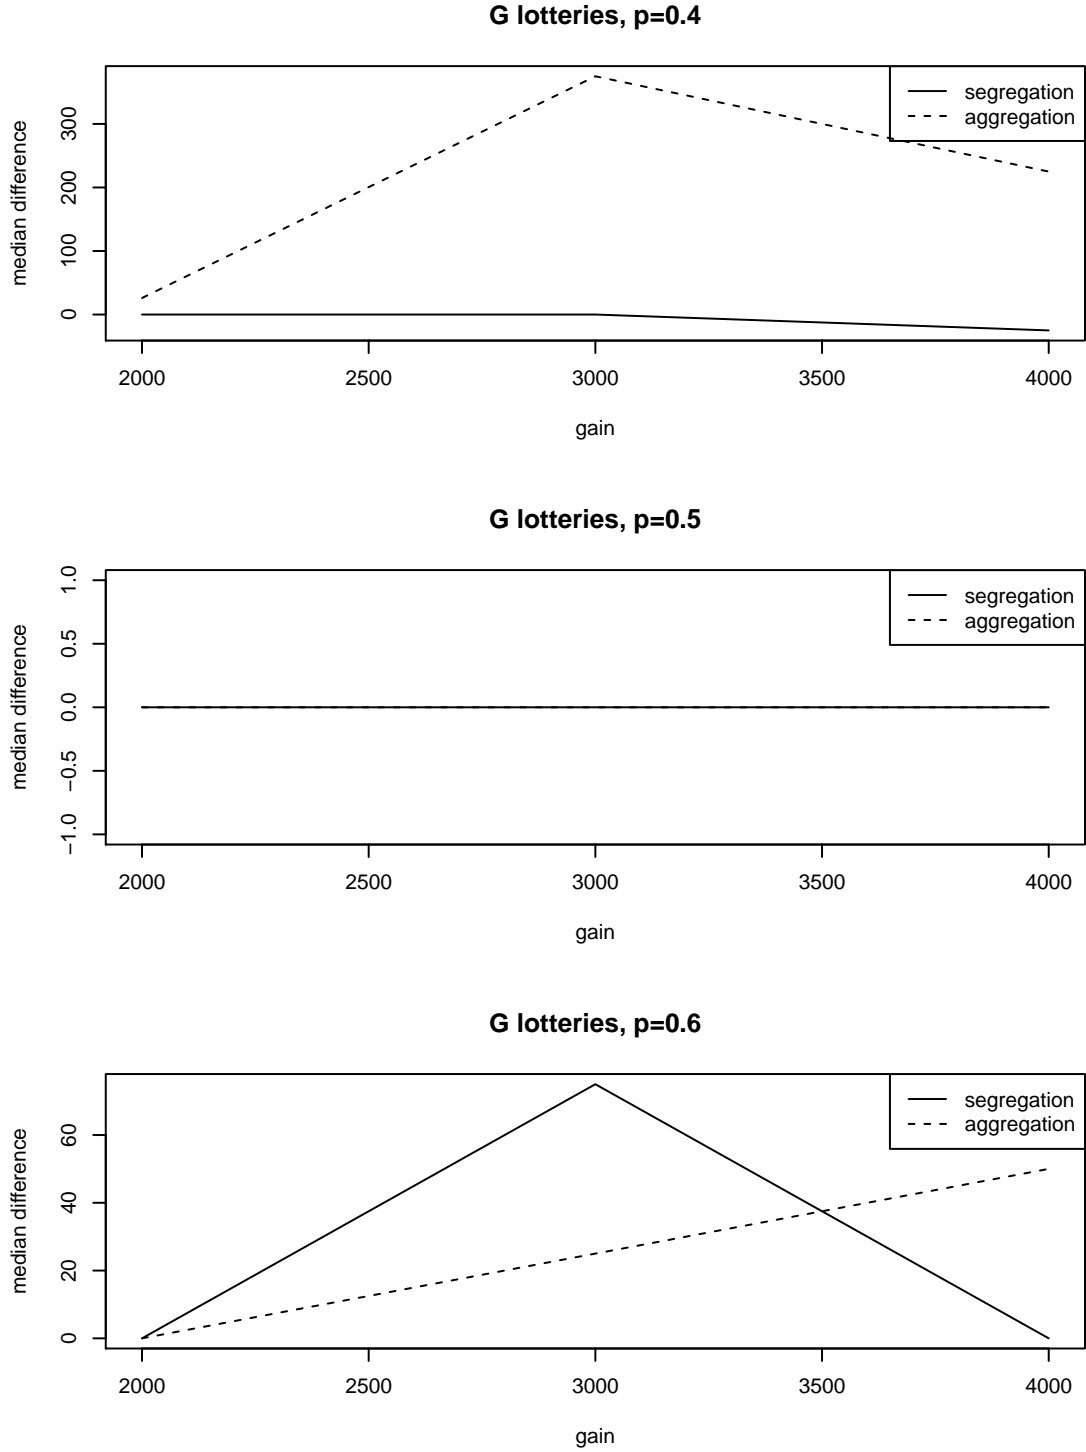 G lotteries, p=0.4
segregation
aggregation
median difference
300
200
100
0
2000 2500 3000 3500 4000
gain
G lotteries, p=0.5
segregation
aggregation
median difference
1.0
0.5
0.0
−0.5
−1.0
2000 2500 3000 3500 4000
gain
G lotteries, p=0.6
segregation
aggregation
median difference
60
40
20
0
2000 2500 3000 3500 4000
gain